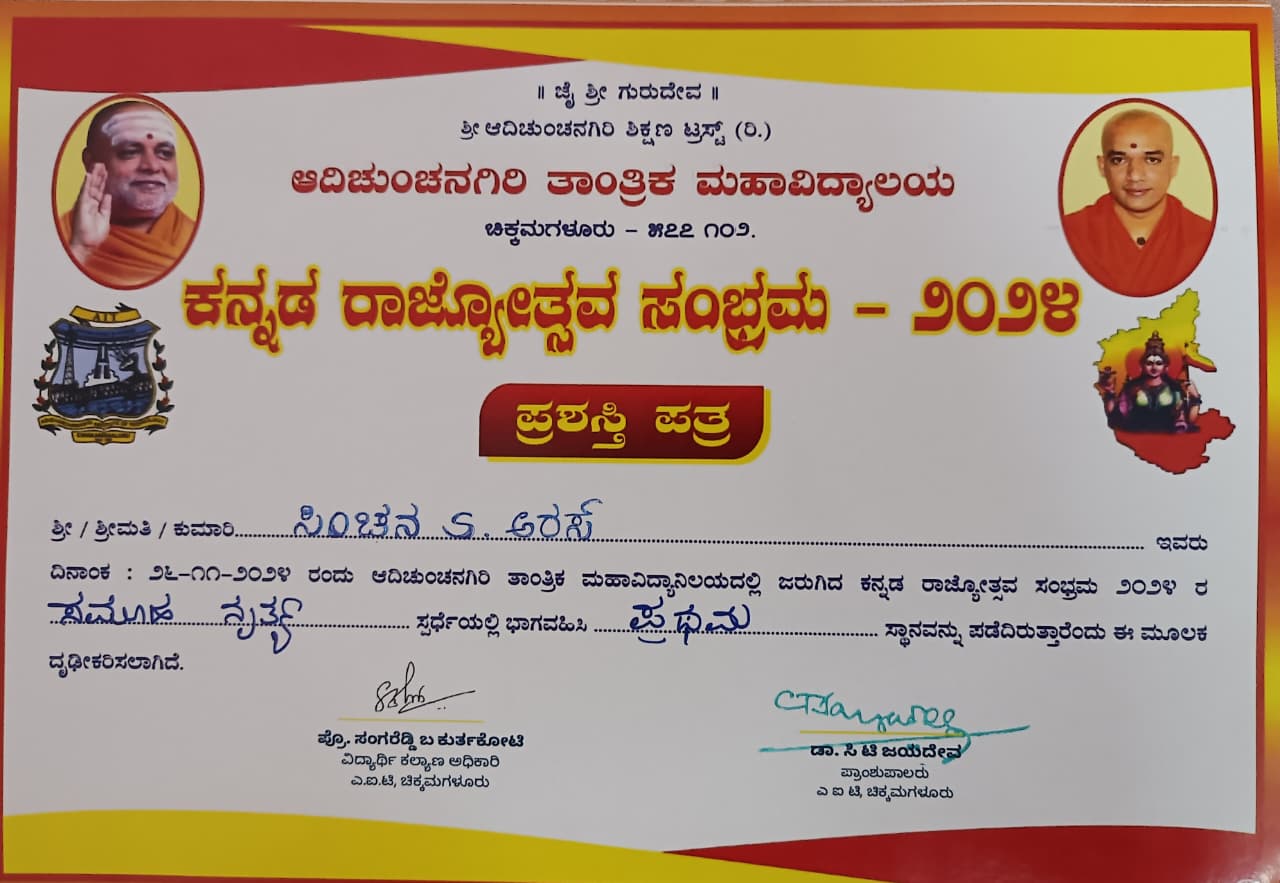 ॥ ಜೈ ಶ್ರೀ ಗುರುದೇವ ॥
ಶ್ರೀ ಆದಿಚುಂಚನಗಿರಿ ಶಿಕ್ಷಣ ಟ್ರಸ್ಟ್ (ರಿ.)
ಆದಿಚುಂಚನಗಿರಿ ತಾಂತ್ರಿಕ ಮಹಾವಿದ್ಯಾಲಯ
ಚಿಕ್ಕಮಗಳೂರು – ೫೭೭ ೧೦೨.
ಕನ್ನಡ ರಾಜ್ಯೋತ್ಸವ ಸಂಭ್ರಮ – ೨೦೨೪
AIT
ಪ್ರಶಸ್ತಿ ಪತ್ರ
ಶ್ರೀ / ಶ್ರೀಮತಿ / ಕುಮಾರಿ. ಸಿಂಚನ S. ಅರಸ್ ಇವರು
ದಿನಾಂಕ : ೨೬–೧೧–೨೦೨೪ ರಂದು ಆದಿಚುಂಚನಗಿರಿ ತಾಂತ್ರಿಕ ಮಹಾವಿದ್ಯಾನಿಲಯದಲ್ಲಿ ಜರುಗಿದ ಕನ್ನಡ ರಾಜ್ಯೋತ್ಸವ ಸಂಭ್ರಮ ೨೦೨೪ ರ
ಸಮೂಹ ನೃತ್ಯ ಸ್ಪರ್ಧೆಯಲ್ಲಿ ಭಾಗವಹಿಸಿ ಪ್ರಥಮ ಸ್ಥಾನವನ್ನು ಪಡೆದಿರುತ್ತಾರೆಂದು ಈ ಮೂಲಕ
ದೃಢೀಕರಿಸಲಾಗಿದೆ.
ಪ್ರೊ. ಸಂಗರೆಡ್ಡಿ ಬ ಕುರ್ತಕೋಟಿ
ವಿದ್ಯಾರ್ಥಿ ಕಲ್ಯಾಣ ಅಧಿಕಾರಿ
ಎ.ಐ.ಟಿ, ಚಿಕ್ಕಮಗಳೂರು
ಡಾ. ಸಿ ಟಿ ಜಯದೇವ
ಪ್ರಾಂಶುಪಾಲರು
ಎ ಐ ಟಿ, ಚಿಕ್ಕಮಗಳೂರು